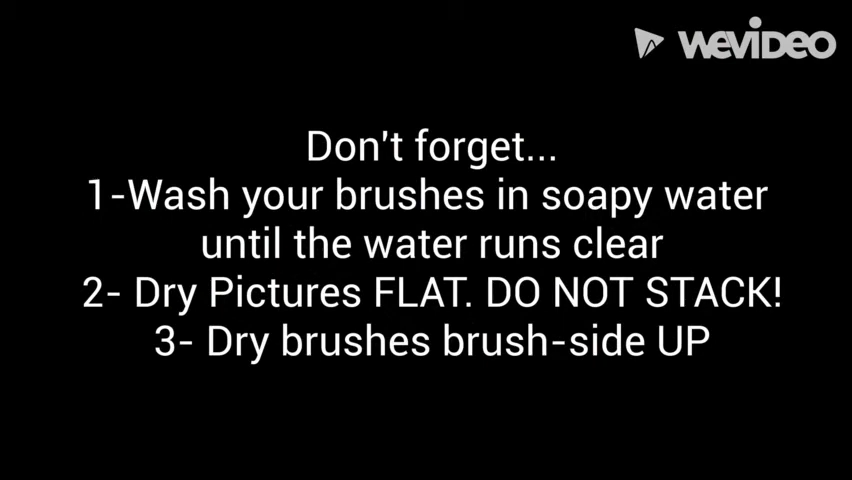 WEVIDEO
Don't forget...
1-Wash your brushes in soapy water
until the water runs clear
2- Dry Pictures FLAT. DO NOT STACK!
3- Dry brushes brush-side UP